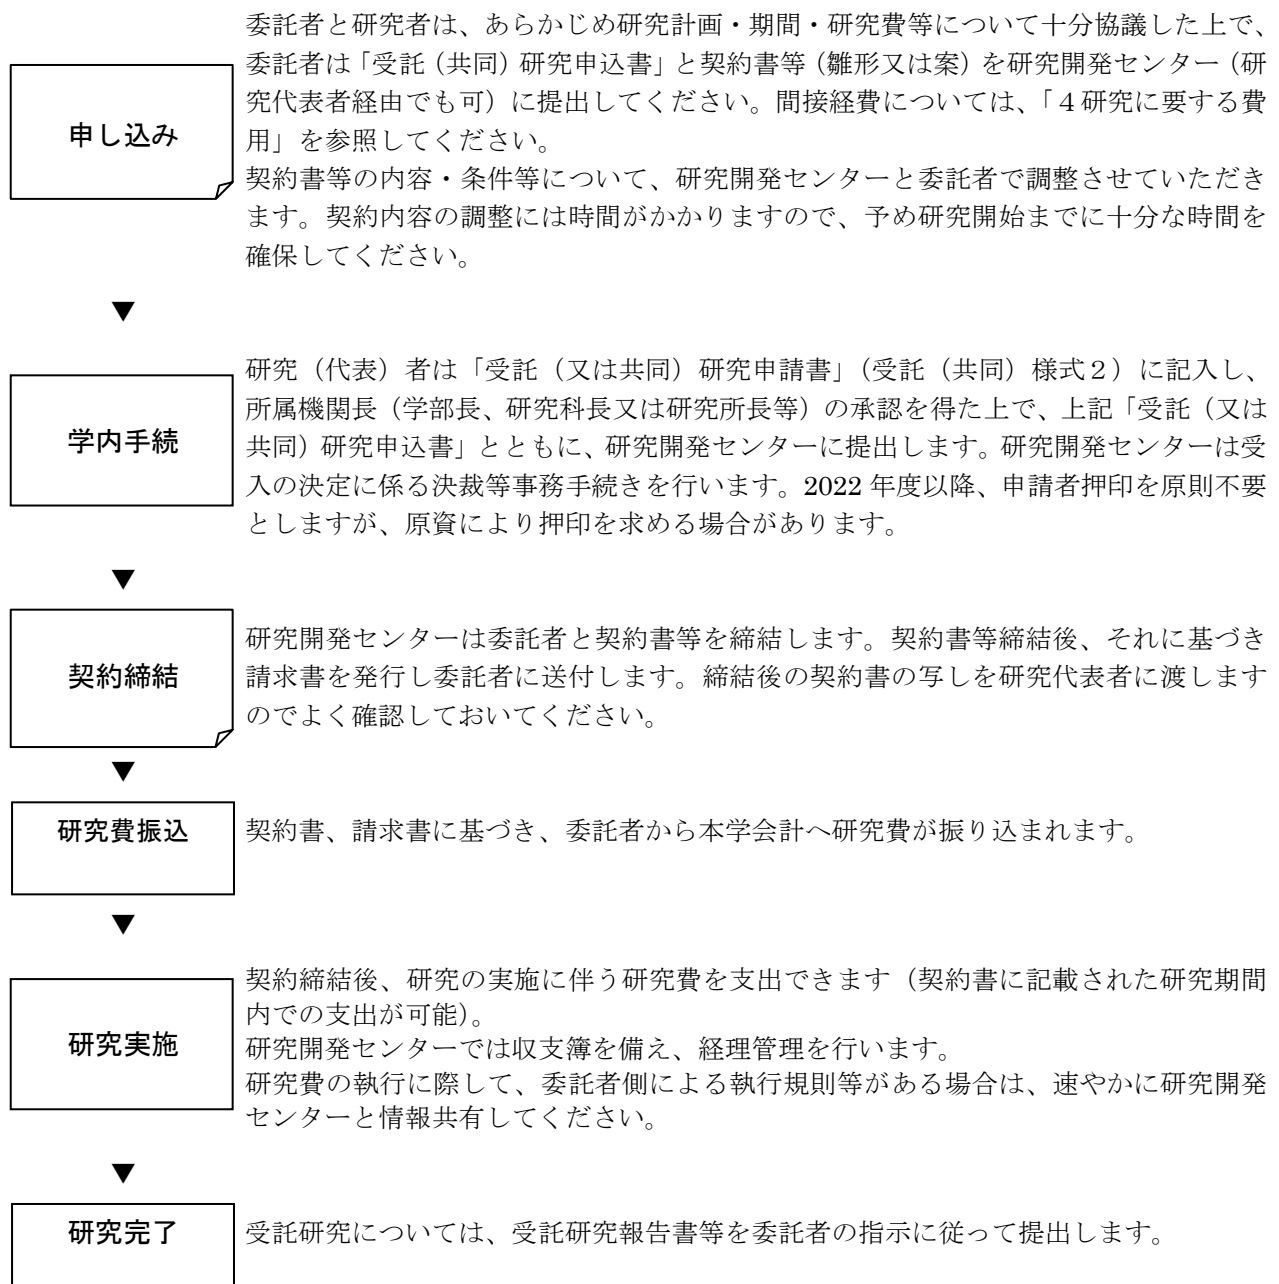 委託者と研究者は、あらかじめ研究計画・期間・研究費等について十分協議した上で、
委託者は「受託（共同）研究申込書」と契約書等（雛形又は案）を研究開発センター（研
究代表者経由でも可）に提出してください。間接経費については、「４研究に要する費
用」を参照してください。
契約書等の内容・条件等について、研究開発センターと委託者で調整させていただき
ます。契約内容の調整には時間がかかりますので、予め研究開始までに十分な時間を
確保してください。
申し込み
▼
研究（代表）者は「受託（又は共同）研究申請書」（受託（共同）様式２）に記入し、
所属機関長（学部長、研究科長又は研究所長等）の承認を得た上で、上記「受託（又は
共同）研究申込書」とともに、研究開発センターに提出します。研究開発センターは受
入の決定に係る決裁等事務手続きを行います。2022 年度以降、申請者押印を原則不要
としますが、原資により押印を求める場合があります。
学内手続
▼
研究開発センターは委託者と契約書等を締結します。契約書等締結後、それに基づき
請求書を発行し委託者に送付します。締結後の契約書の写しを研究代表者に渡します
のでよく確認しておいてください。
契約締結
▼
研究費振込
契約書、請求書に基づき、委託者から本学会計へ研究費が振り込まれます。
▼
契約締結後、研究の実施に伴う研究費を支出できます（契約書に記載された研究期間
内での支出が可能）。
研究開発センターでは収支簿を備え、経理管理を行います。
研究費の執行に際して、委託者側による執行規則等がある場合は、速やかに研究開発
センターと情報共有してください。
研究実施
▼
研究完了
受託研究については、受託研究報告書等を委託者の指示に従って提出します。